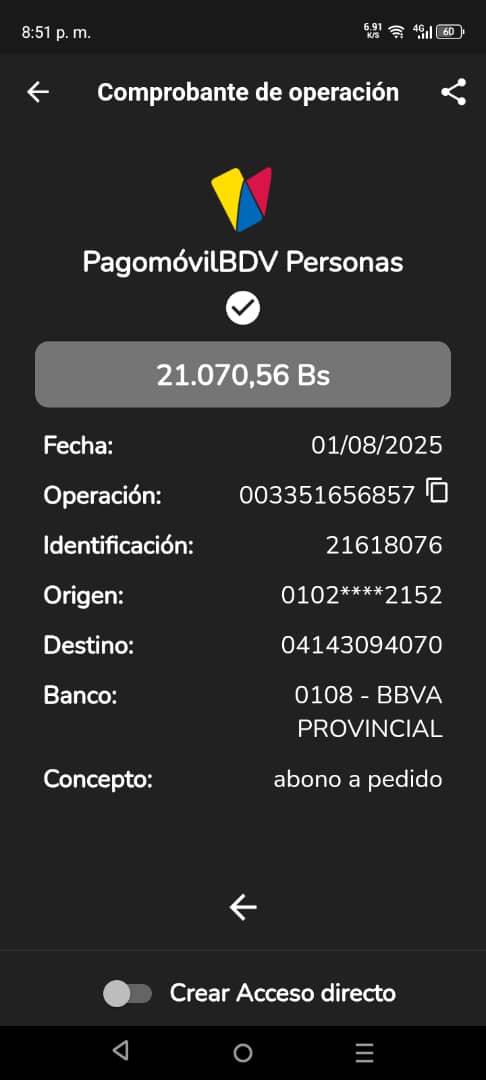 8:51 p. m.
6.91
K/S
4G
60
Comprobante de operación
PagomóvilBDV Personas
21.070,56 Bs
Fecha: 01/08/2025
Operación: 003351656857
Identificación: 21618076
Origen: 0102****2152
Destino: 04143094070
Banco: 0108 - BBVA
PROVINCIAL
Concepto: abono a pedido
Crear Acceso directo